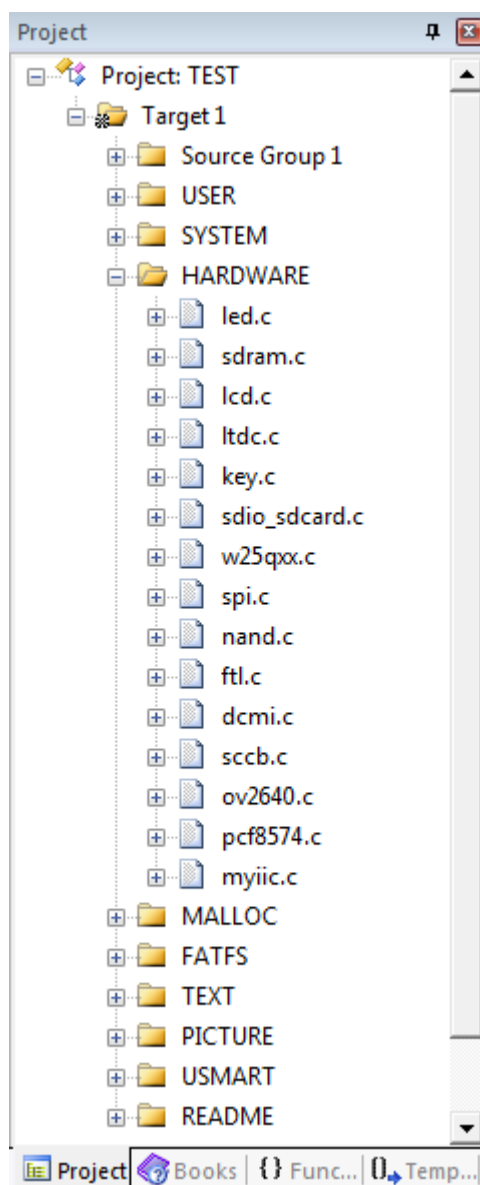 Project
Project: TEST
Target 1
Source Group 1
USER
SYSTEM
HARDWARE
led.c
sdram.c
lcd.c
ltdc.c
key.c
sdio_sdcard.c
w25qxx.c
spi.c
nand.c
ftl.c
dcmi.c
sccb.c
ov2640.c
pcf8574.c
myiic.c
MALLOC
FATFS
TEXT
PICTURE
USMART
README
Project Books {} Func... () Temp...